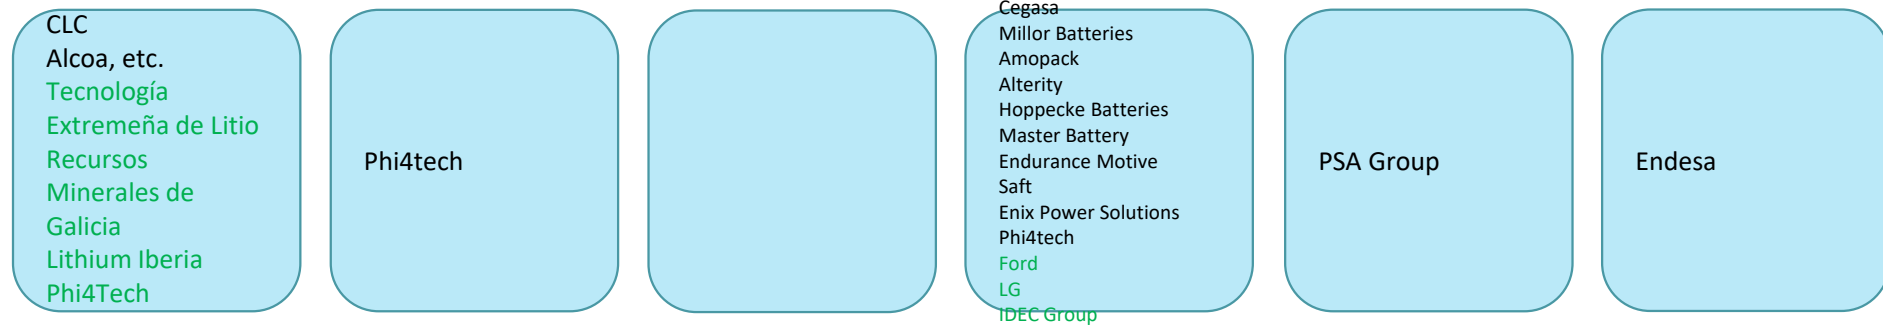 CLC
Alcoa, etc.
Tecnología
Extremeña de Litio
Recursos
Minerales de
Galicia
Lithium Iberia
Phi4Tech
Phi4tech
Cegasa
Millor Batteries
Amopack
Alterity
Hoppecke Batteries
Master Battery
Endurance Motive
Saft
Enix Power Solutions
Phi4tech
Ford
LG
IDEC Group
PSA Group
Endesa